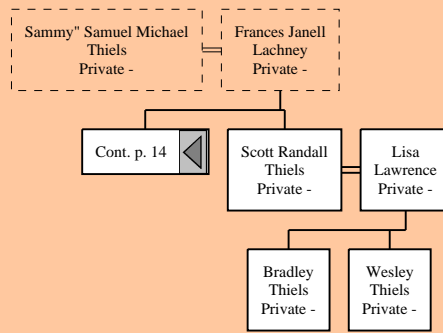 Sammy" Samuel Michael
Thiels
Private -
Frances Janell
Lachney
Private -
Cont. p. 14
Scott Randall
Thiels
Private -
Lisa
Lawrence
Private -
Bradley
Thiels
Private -
Wesley
Thiels
Private -